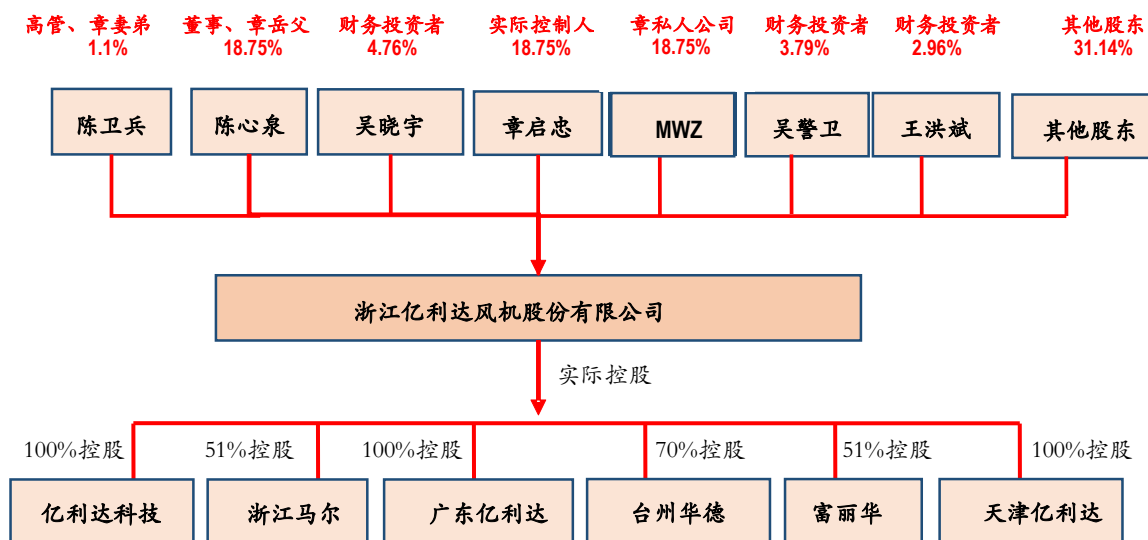 高管、章妻弟 董事、章岳父 财务投资者 实际控制人 章私人公司 财务投资者 财务投资者 其他股东
1.1% 18.75% 4.76% 18.75% 18.75% 3.79% 2.96% 31.14%
陈卫兵 陈心泉 吴晓宇 章启忠 MWZ 吴警卫 王洪斌 其他股东
浙江亿利达风机股份有限公司
实际控股
100%控股 51%控股 100%控股 70%控股 51%控股 100%控股
亿利达科技 浙江马尔 广东亿利达 台州华德 富丽华 天津亿利达